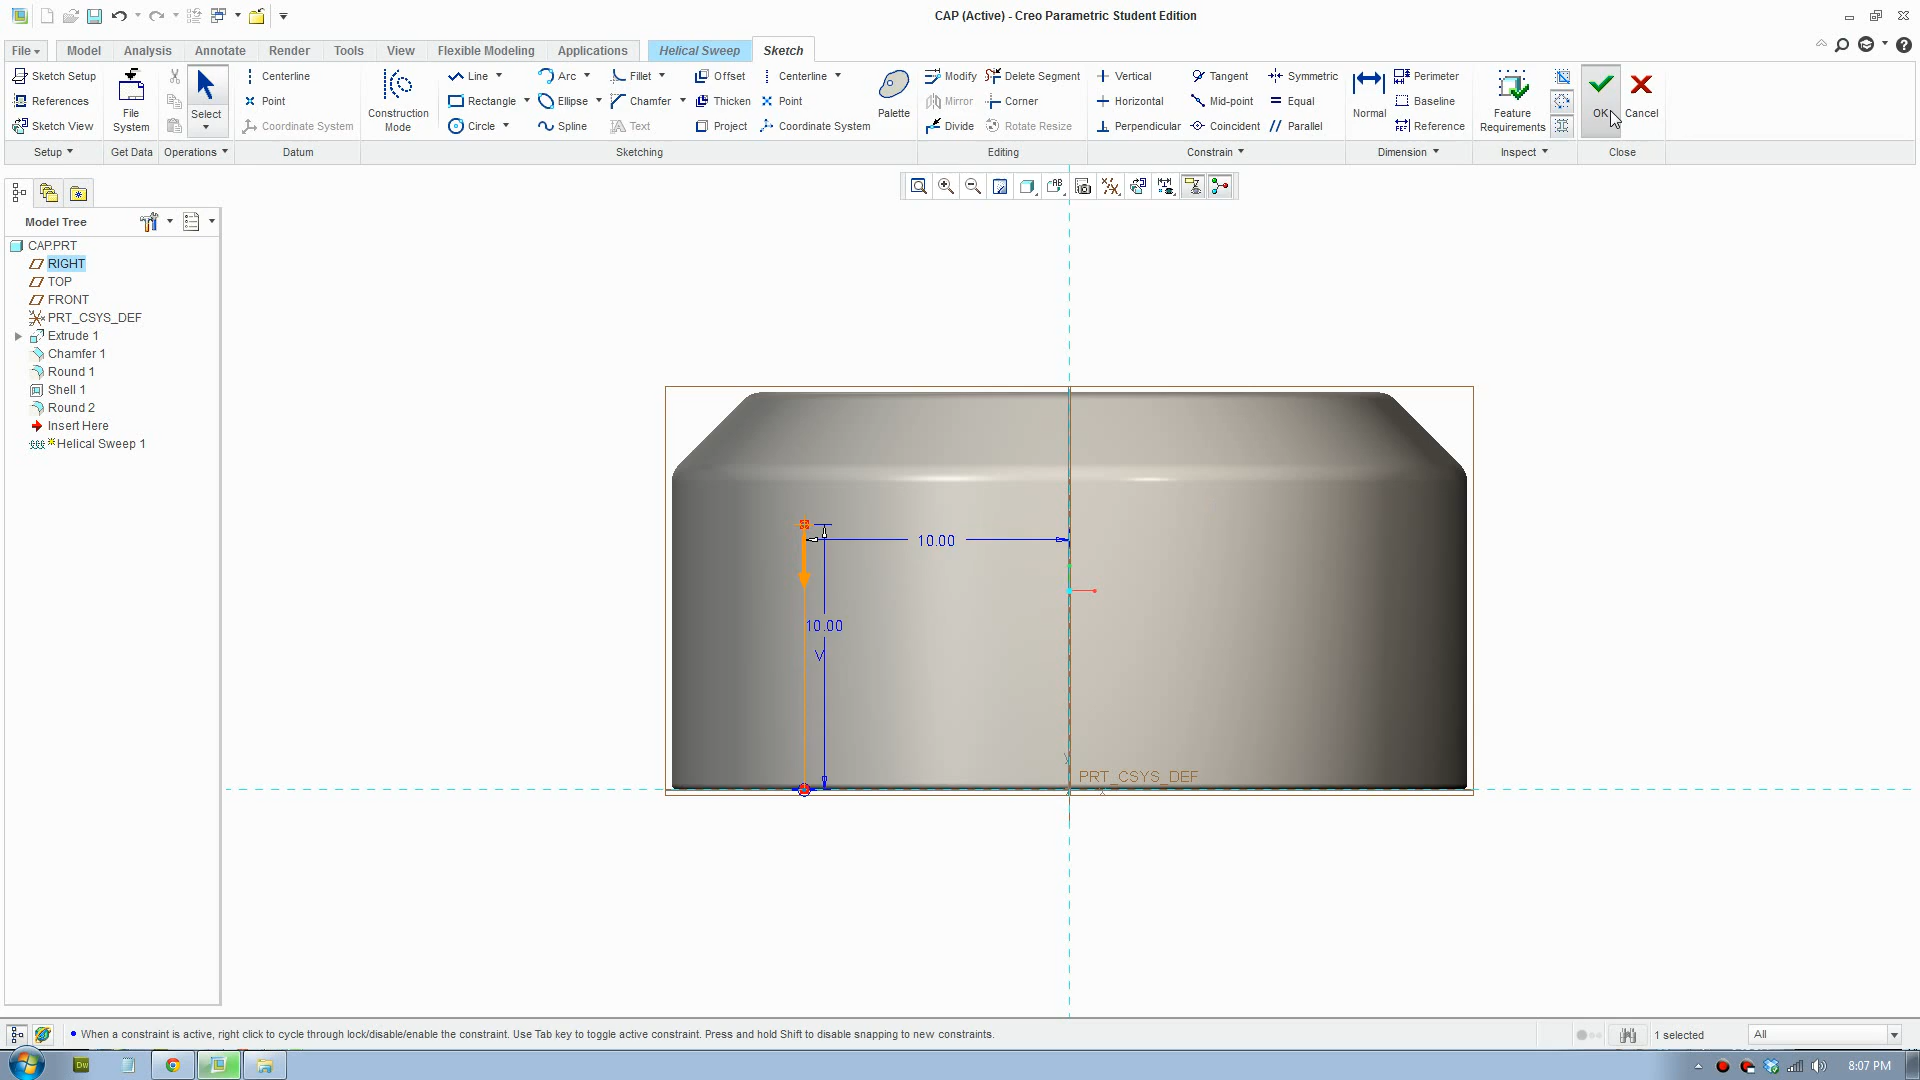 CAP (Active) - Creo Parametric Student Edition
File Model Analysis Annotate Render Tools View Flexible Modeling Applications Helical Sweep Sketch
Sketch Setup Centerline Line Arc Fillet Offset Centerline Modify Delete Segment Vertical Tangent Symmetric Perimeter
References Point Rectangle Ellipse Chamfer Thicken Point Mirror Corner Horizontal Mid-point Equal Baseline
Sketch View File System Select Coordinate System Construction Mode Circle Spline Text Project Coordinate System Palette Divide Rotate Resize Perpendicular Coincident Parallel Normal Reference Feature Requirements OK Cancel
Setup Get Data Operations Datum Sketching Editing Constrain Dimension Inspect Close
Model Tree
CAP.PRT
RIGHT
TOP
FRONT
PRT_CSYS_DEF
Extrude 1
Chamfer 1
Round 1
Shell 1
Round 2
Insert Here
Helical Sweep 1
10.00
10.00
V
PRT_CSYS_DEF
When a constraint is active, right click to cycle through lock/disable/enable the constraint. Use Tab key to toggle active constraint. Press and hold Shift to disable snapping to new constraints.
1 selected
All
Dw
8:07 PM